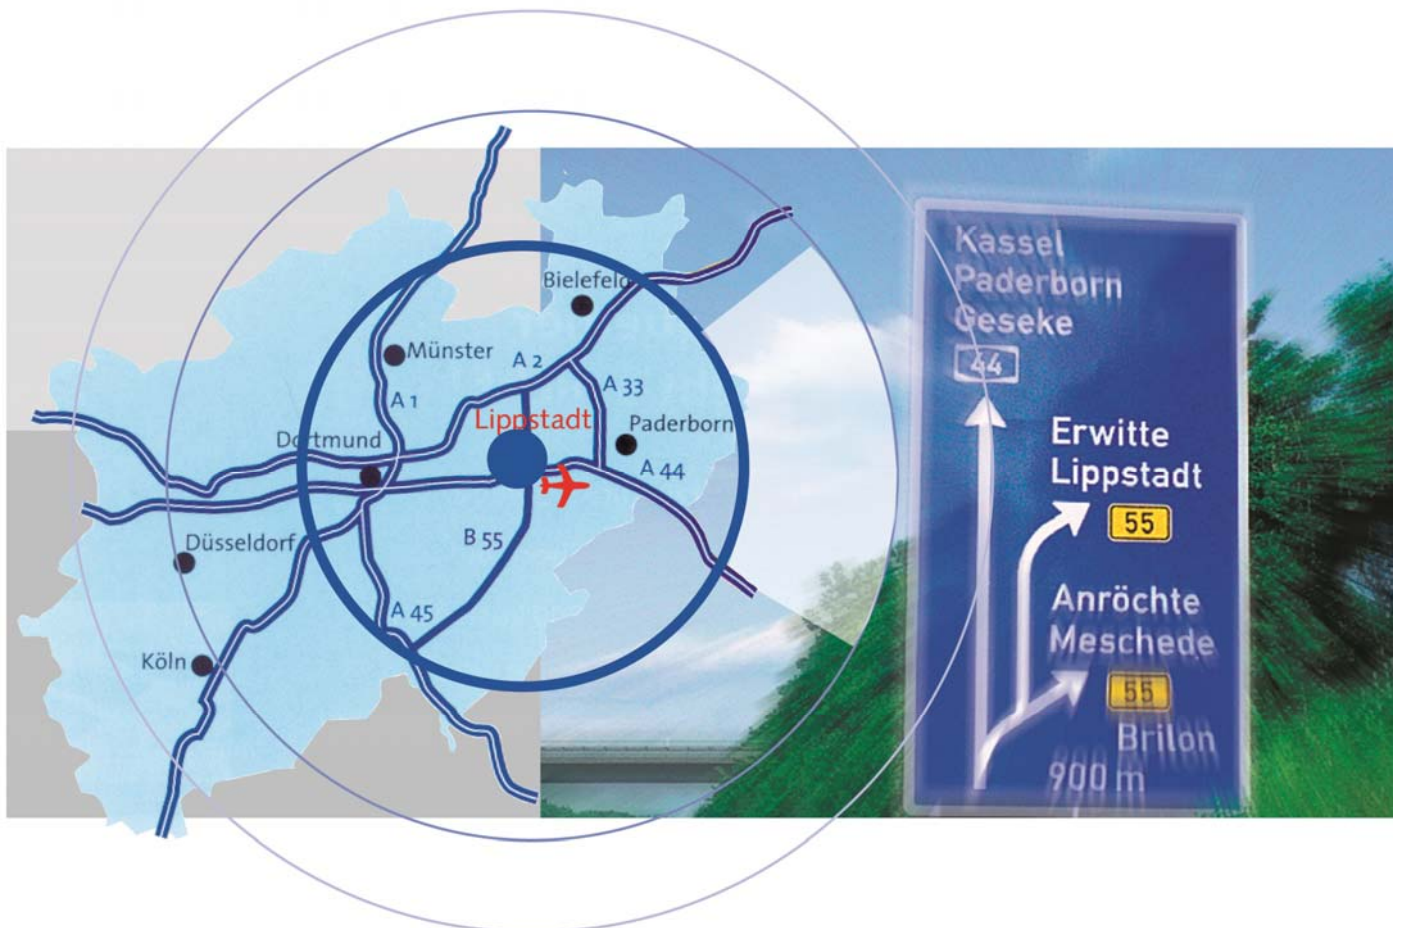 Bielefeld
Münster
A 2
A 33
A 1
Lippstadt
Paderborn
Dortmund
A 44
Düsseldorf
B 55
A 45
Köln
Kassel
Paderborn
Geseke
44
Erwitte
Lippstadt
55
Anröchte
Meschede
55
Brilon
900 m